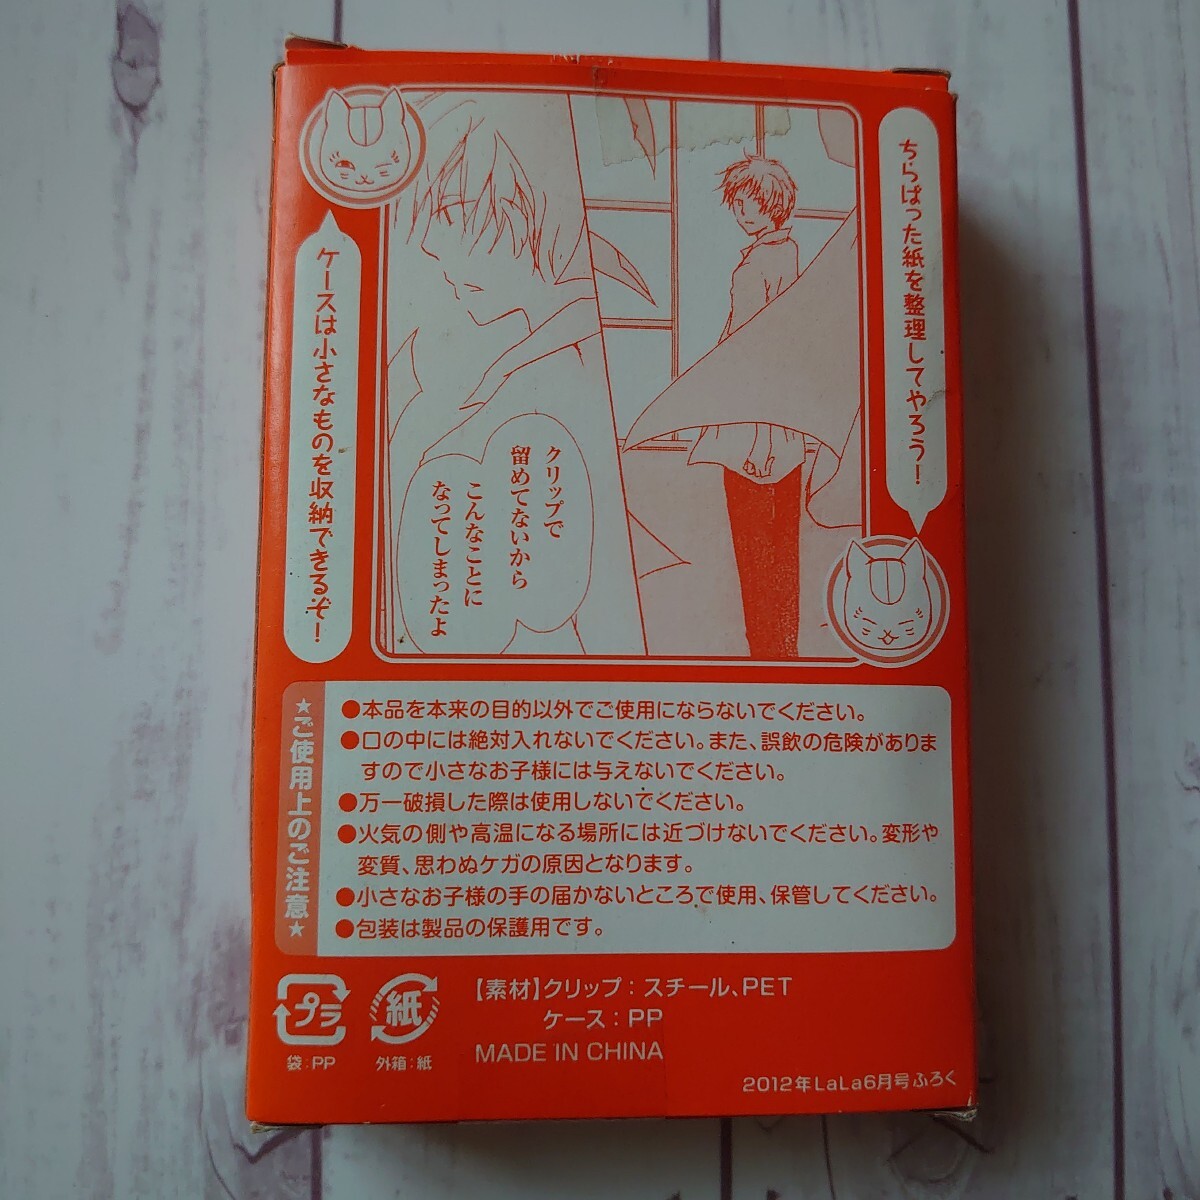 ちらばった紙を整理してやろう!
ケースは小さなものを収納できるぞ!
クリップで
留めてないから
こんなことに
なってしまったよ
★ご使用上のご注意★
●本品を本来の目的以外でご使用にならないでください。
●口の中には絶対入れないでください。また、誤飲の危険がありま
すので小さなお子様には与えないでください。
●万一破損した際は使用しないでください。
●火気の側や高温になる場所には近づけないでください。変形や
変質、思わぬケガの原因となります。
●小さなお子様の手の届かないところで使用、保管してください。
●包装は製品の保護用です。
プラ
袋:PP
紙
外箱:紙
【素材】クリップ:スチール、PET
ケース:PP
MADE IN CHINA
2012年LaLa6月号ふろく